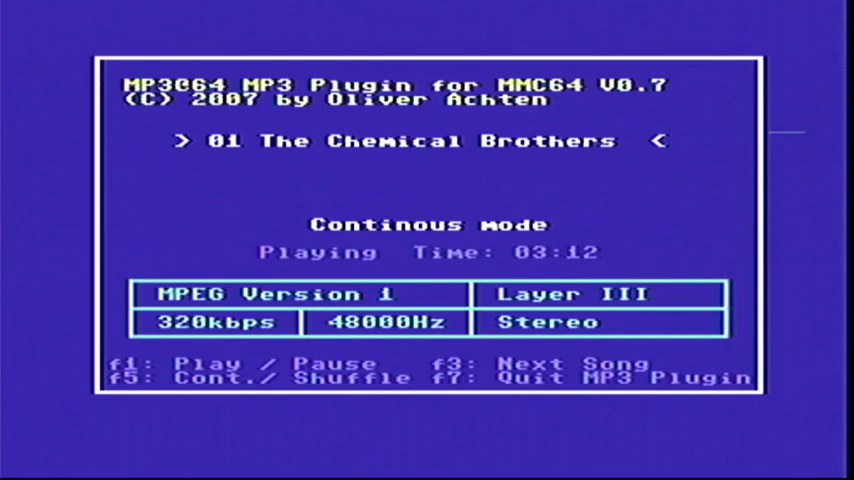 MP3@64 MP3 Plugin for MMC64 V0.7
(C) 2007 by Oliver Achten
> 01 The Chemical Brothers <
Continous mode
Playing Time: 03:12
MPEG Version 1 Layer III
320kbps 48000Hz Stereo
f1: Play / Pause f3: Next Song
f5: Cont./ Shuffle f7: Quit MP3 Plugin